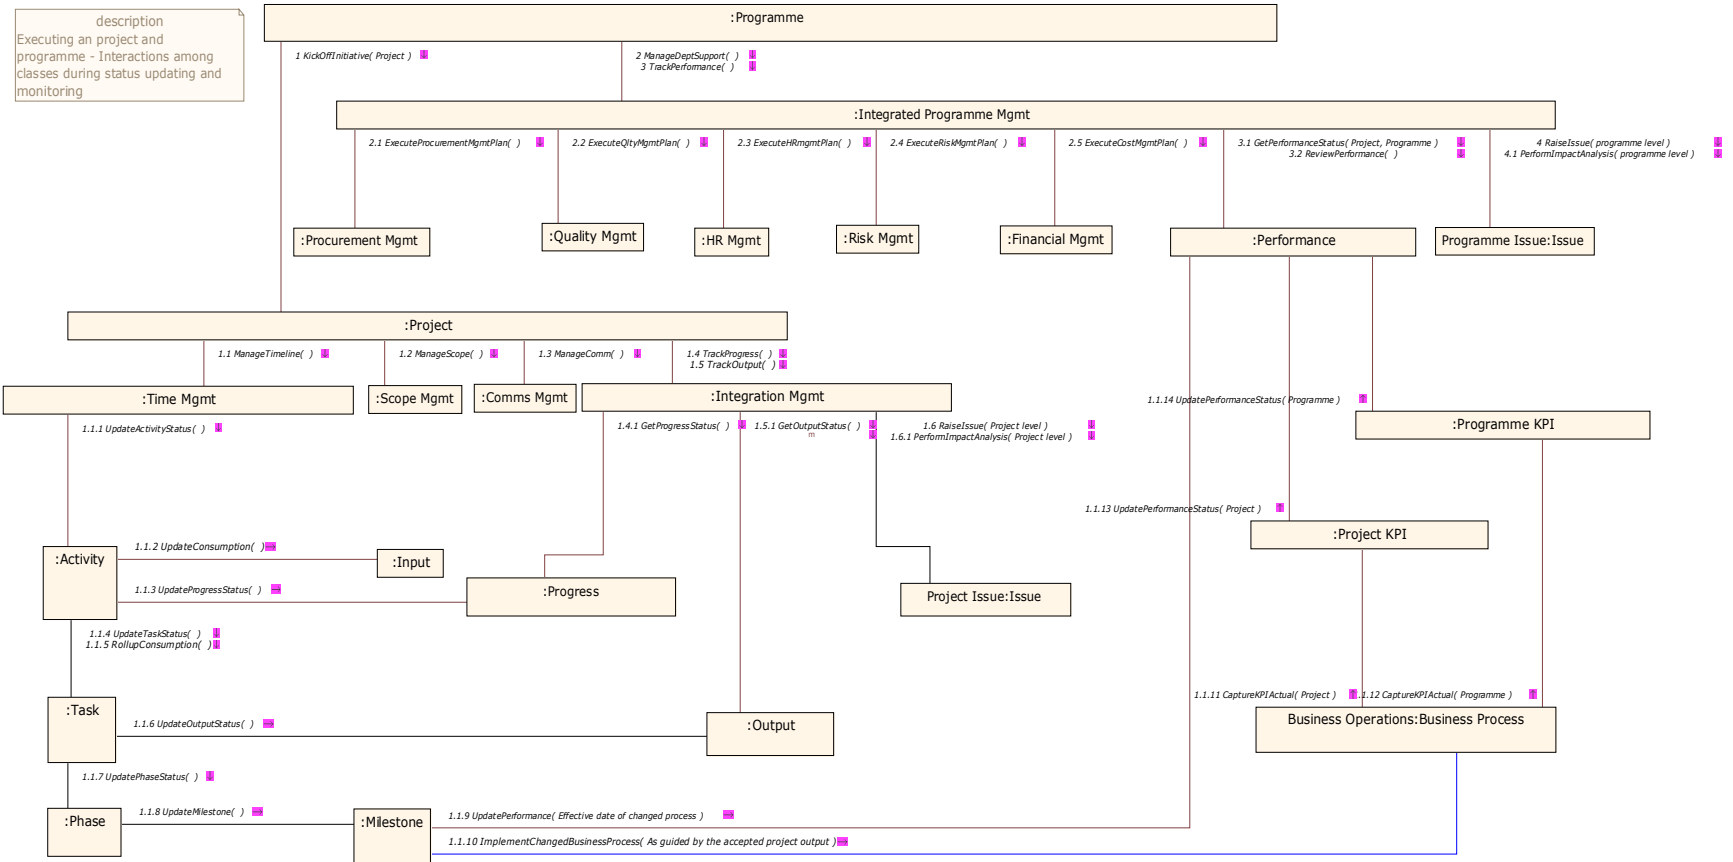 description
Executing an project and
programme - Interactions among
classes during status updating and
monitoring
:Programme
1 KickOffInitiative( Project )
2 ManageDeptSupport( )
3 TrackPerformance( )
:Integrated Programme Mgmt
2.1 ExecuteProcurementMgmtPlan( )
2.2 ExecuteQltyMgmtPlan( )
2.3 ExecuteHRmgmtPlan( )
2.4 ExecuteRiskMgmtPlan( )
2.5 ExecuteCostMgmtPlan( )
3.1 GetPerformanceStatus( Project, Programme )
3.2 ReviewPerformance( )
4 RaiseIssue( programme level )
4.1 PerformImpactAnalysis( programme level )
:Procurement Mgmt
:Quality Mgmt
:HR Mgmt
:Risk Mgmt
:Financial Mgmt
:Performance
Programme Issue:Issue
:Project
1.1 ManageTimeline( )
1.2 ManageScope( )
1.3 ManageComm( )
1.4 TrackProgress( )
1.5 TrackOutput( )
:Time Mgmt
:Scope Mgmt
:Comms Mgmt
:Integration Mgmt
1.1.14 UpdatePerformanceStatus( Programme )
:Programme KPI
1.1.1 UpdateActivityStatus( )
1.4.1 GetProgressStatus( )
1.5.1 GetOutputStatus( )
m
1.6 RaiseIssue( Project level )
1.6.1 PerformImpactAnalysis( Project level )
1.1.13 UpdatePerformanceStatus( Project )
:Project KPI
:Activity
1.1.2 UpdateConsumption( )
:Input
1.1.3 UpdateProgressStatus( )
:Progress
Project Issue:Issue
1.1.4 UpdateTaskStatus( )
1.1.5 RollupConsumption( )
1.1.11 CaptureKPIActual( Project )
1.1.12 CaptureKPIActual( Programme )
:Task
1.1.6 UpdateOutputStatus( )
:Output
Business Operations:Business Process
1.1.7 UpdatePhaseStatus( )
:Phase
1.1.8 UpdateMilestone( )
:Milestone
1.1.9 UpdatePerformance( Effective date of changed process )
1.1.10 ImplementChangedBusinessProcess( As guided by the accepted project output )